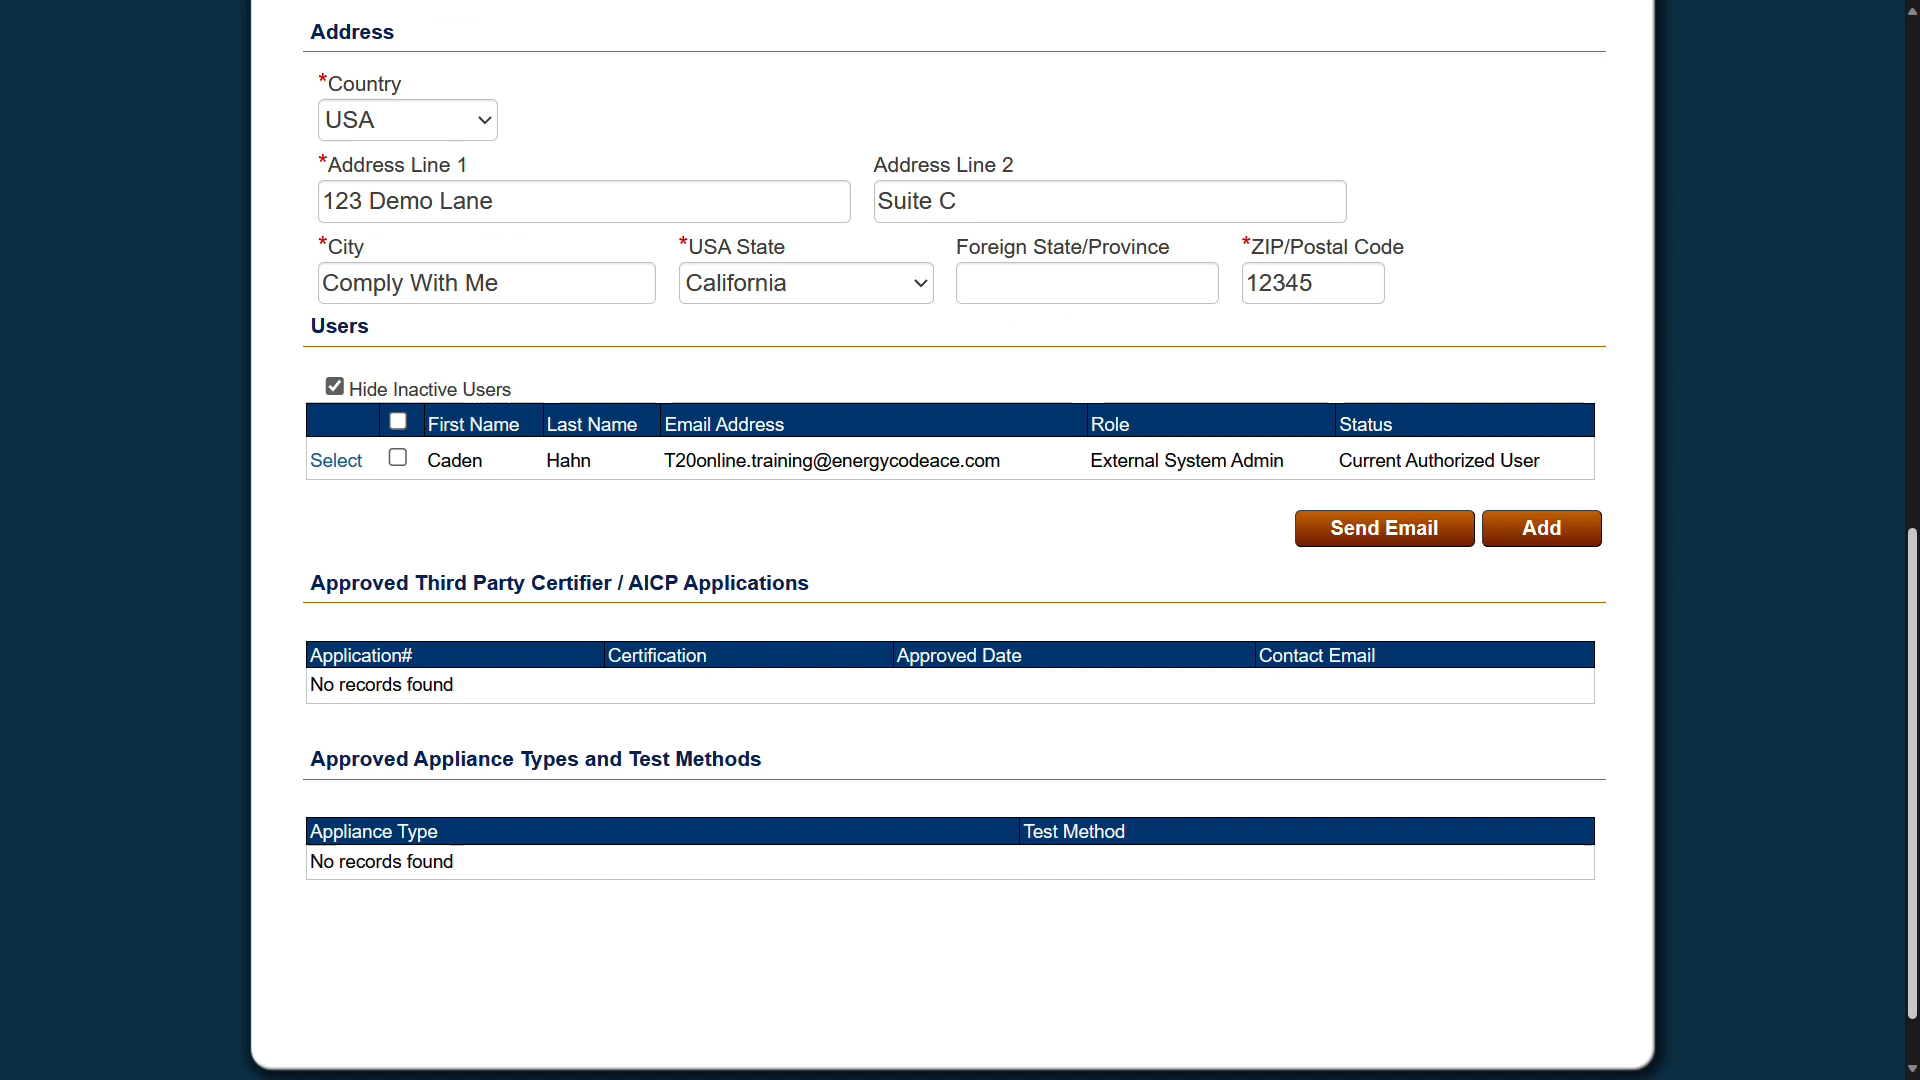 Address
*Country
USA
*Address Line 1 Address Line 2
123 Demo Lane Suite C
*City *USA State Foreign State/Province *ZIP/Postal Code
Comply With Me California 12345
Users
Hide Inactive Users
First Name Last Name Email Address Role Status
Select Caden Hahn T20online.training@energycodeace.com External System Admin Current Authorized User
Send Email Add
Approved Third Party Certifier / AICP Applications
Application# Certification Approved Date Contact Email
No records found
Approved Appliance Types and Test Methods
Appliance Type Test Method
No records found